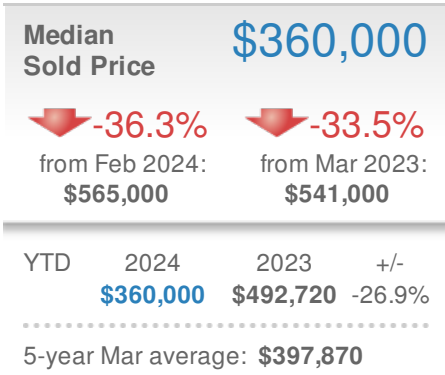 Median $360,000
Sold Price
-36.3% -33.5%
from Feb 2024: from Mar 2023:
$565,000 $541,000
YTD 2024 2023 +/-
$360,000 $492,720 -26.9%
5-year Mar average: $397,870